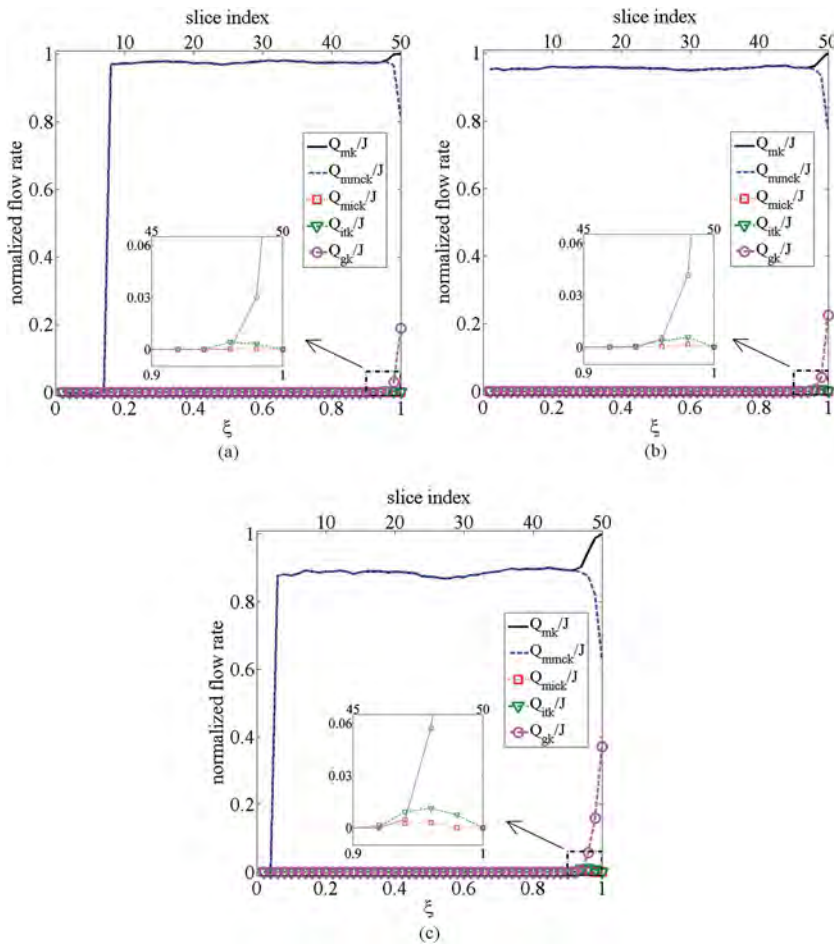 slice index
10 20 30 40 50
1
0.8
0.6
0.4
0.2
0
normalized flow rate
Q_mk/J
Q_mmck/J
Q_mick/J
Q_itk/J
Q_gk/J
45 50
0.06
0.03
0
0.9 1
0 0.2 0.4 0.6 0.8 1
ξ
(a)
slice index
10 20 30 40 50
1
0.8
0.6
0.4
0.2
0
normalized flow rate
Q_mk/J
Q_mmck/J
Q_mick/J
Q_itk/J
Q_gk/J
45 50
0.06
0.03
0
0.9 1
0 0.2 0.4 0.6 0.8 1
ξ
(b)
slice index
10 20 30 40 50
1
0.8
0.6
0.4
0.2
0
normalized flow rate
Q_mk/J
Q_mmck/J
Q_mick/J
Q_itk/J
Q_gk/J
45 50
0.06
0.03
0
0.9 1
0 0.2 0.4 0.6 0.8 1
ξ
(c)